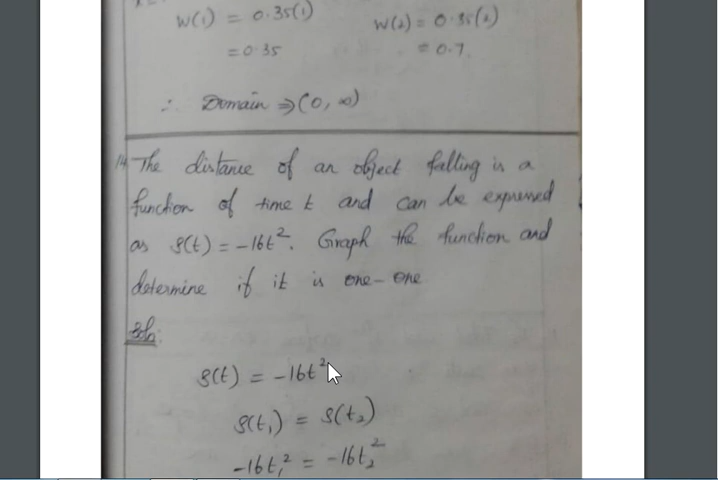 W(1) = 0.35(1) W(2) = 0.35(2)
= 0.35 = 0.7
∴ Domain ⇒ (0, ∞)
14. The distance of an object falling is a
function of time t and can be expressed
as s(t) = -16t². Graph the function and
determine if it is one-one
Soln:
s(t) = -16t²
s(t₁) = s(t₂)
-16t₁² = -16t₂²